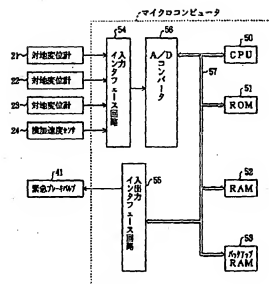 マイクロコンピュータ
21
対地変位計
22
対地変位計
23
対地変位計
24
横加速度センサ
54
入力インタフェース回路
56
A/Dコンバータ
57
50
CPU
51
ROM
52
RAM
53
バックアップ
RAM
55
入出力インタフェース回路
41
緊急ブレーキバルブ